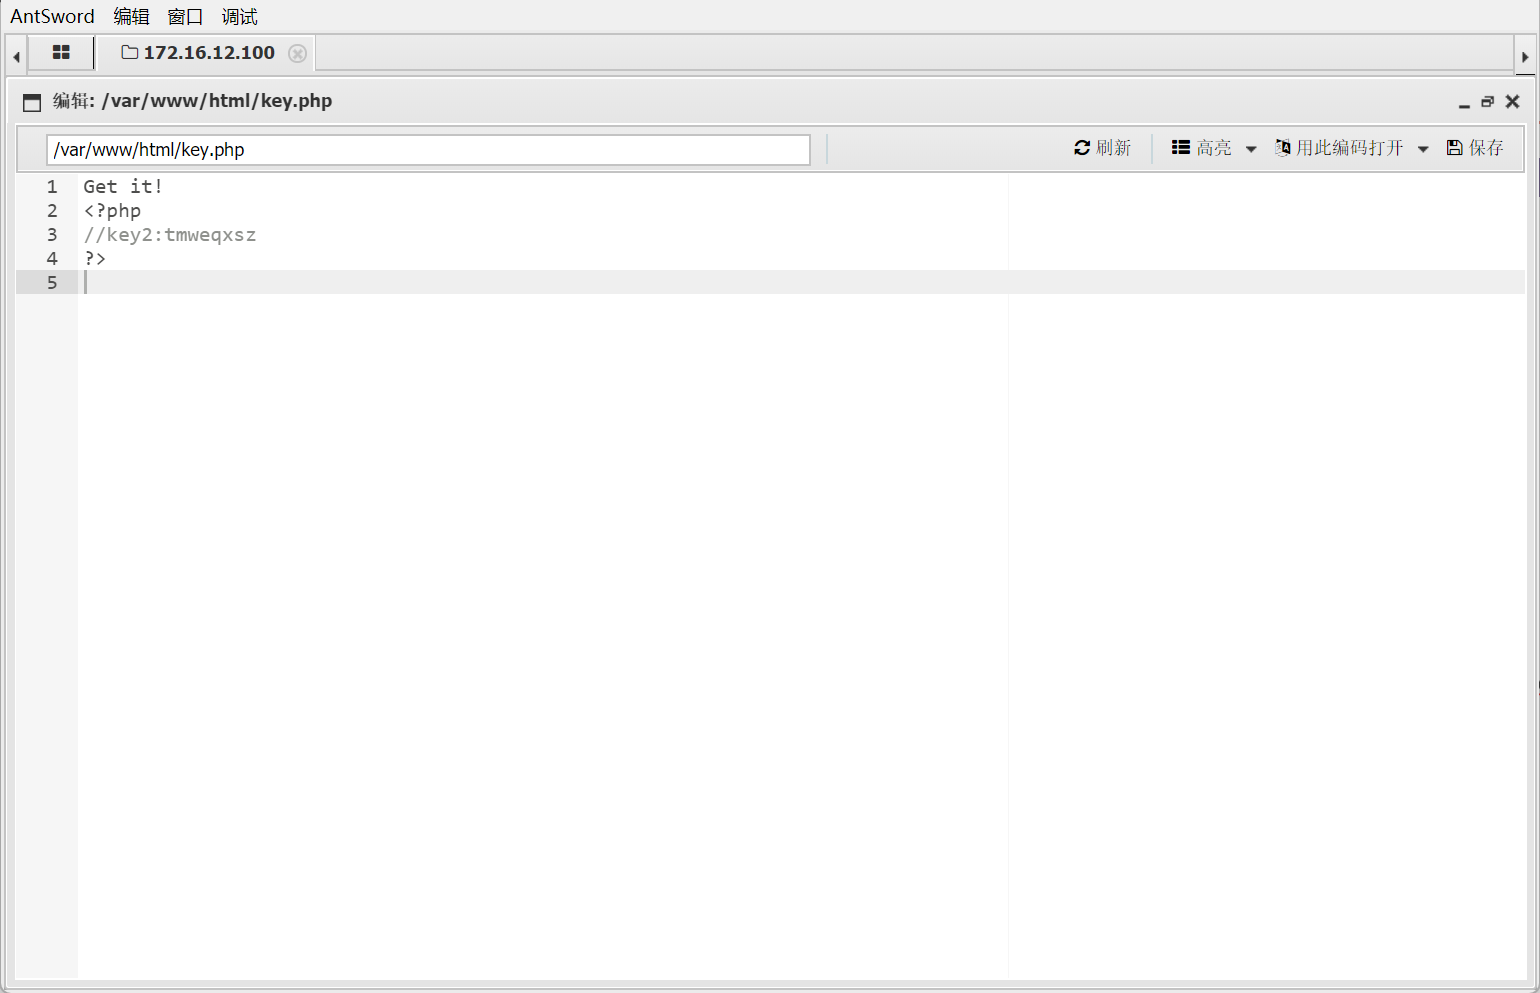 AntSword 编辑 窗口 调试
172.16.12.100
编辑: /var/www/html/key.php
/var/www/html/key.php 刷新 高亮 用此编码打开 保存
1 Get it!
2 <?php
3 //key2:tmweqxsz
4 ?>
5